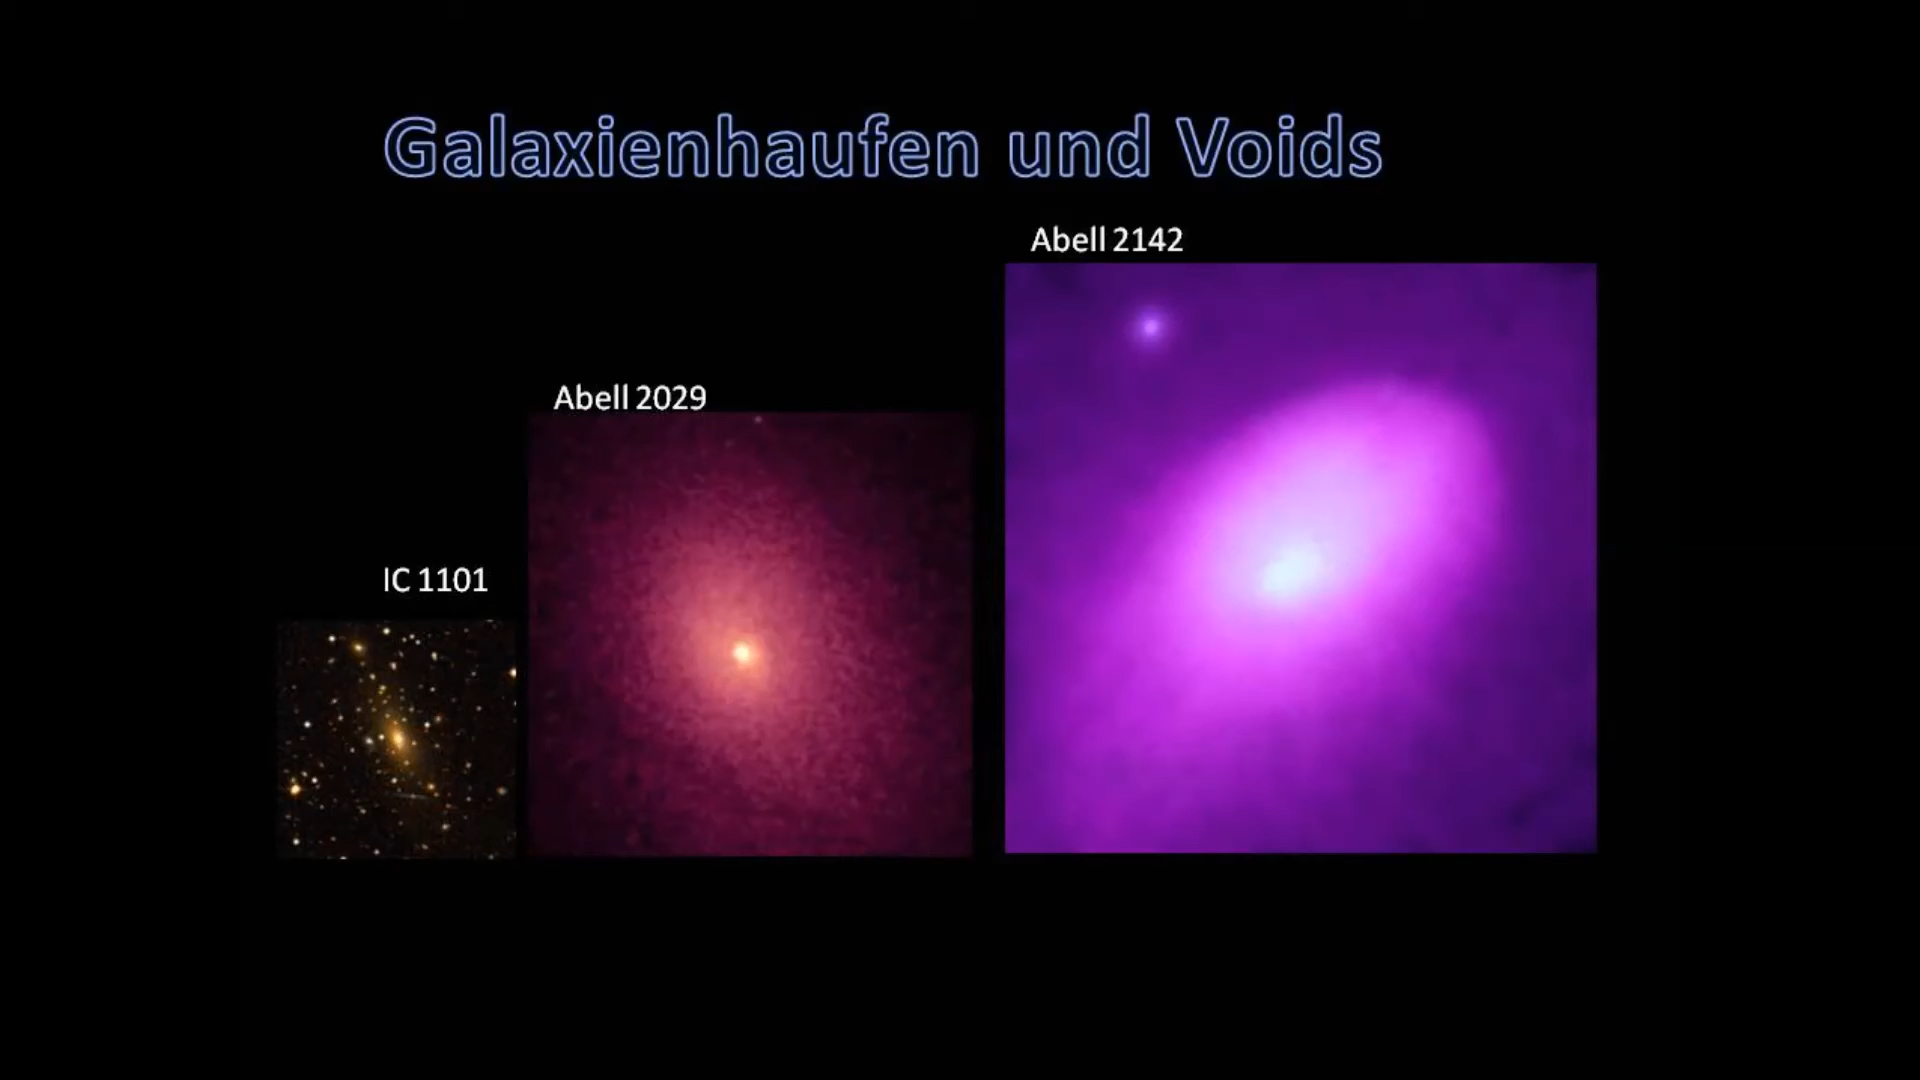 Galaxienhaufen und Voids
Abell 2142
Abell 2029
IC 1101